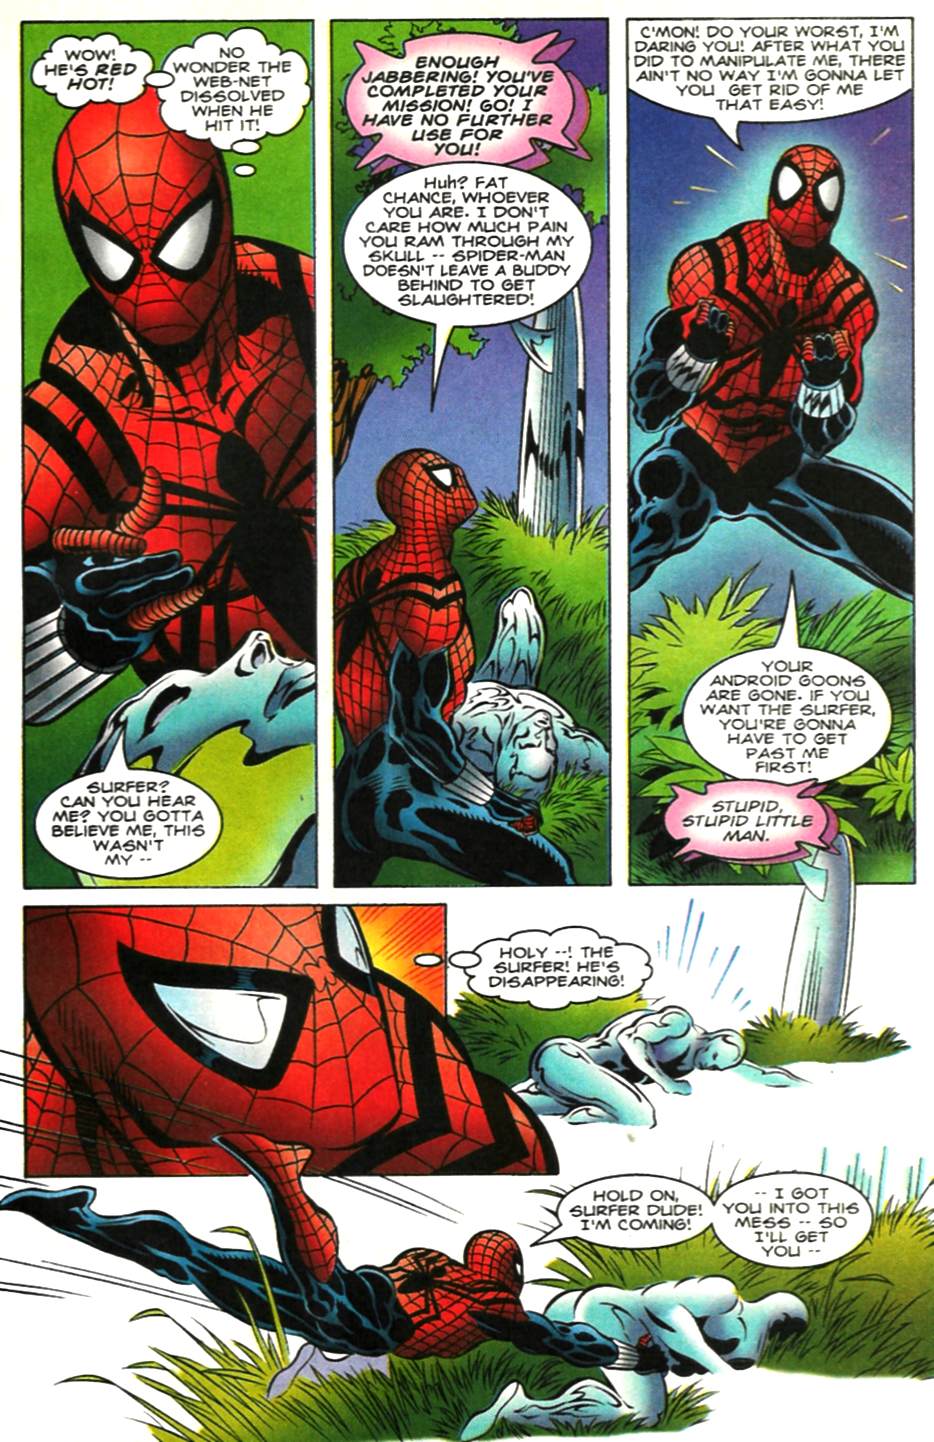 WOW!
HE'S RED
HOT!
NO
WONDER THE
WEB-NET
DISSOLVED
WHEN HE
HIT IT!
SURFER?
CAN YOU HEAR
ME? YOU GOTTA
BELIEVE ME, THIS
WASN'T
MY --
ENOUGH
JABBERING! YOU'VE
COMPLETED YOUR
MISSION! GO! I
HAVE NO FURTHER
USE FOR
YOU!
Huh? FAT
CHANCE, WHOEVER
YOU ARE. I DON'T
CARE HOW MUCH PAIN
YOU RAM THROUGH MY
SKULL -- SPIDER-MAN
DOESN'T LEAVE A BUDDY
BEHIND TO GET
SLAUGHTERED!
C'MON! DO YOUR WORST, I'M
DARING YOU! AFTER WHAT YOU
DID TO MANIPULATE ME, THERE
AIN'T NO WAY I'M GONNA LET
YOU GET RID OF ME
THAT EASY!
YOUR
ANDROID GOONS
ARE GONE. IF YOU
WANT THE SURFER,
YOU'RE GONNA
HAVE TO GET
PAST ME
FIRST!
STUPID,
STUPID LITTLE
MAN.
HOLY --! THE
SURFER! HE'S
DISAPPEARING!
HOLD ON,
SURFER DUDE!
I'M COMING!
-- I GOT
YOU INTO THIS
MESS -- SO
I'LL GET
YOU --